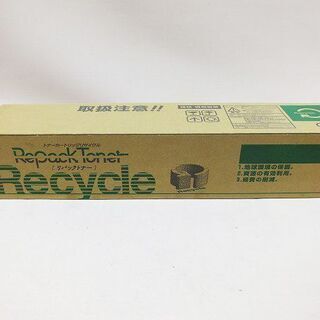 取扱注意!!
トナーカートリッジリサイクル
RepackToner
[リパックトナー]
Recycle
1.地球環境の保護。
2.資源の有効利用。
3.経費の削減。